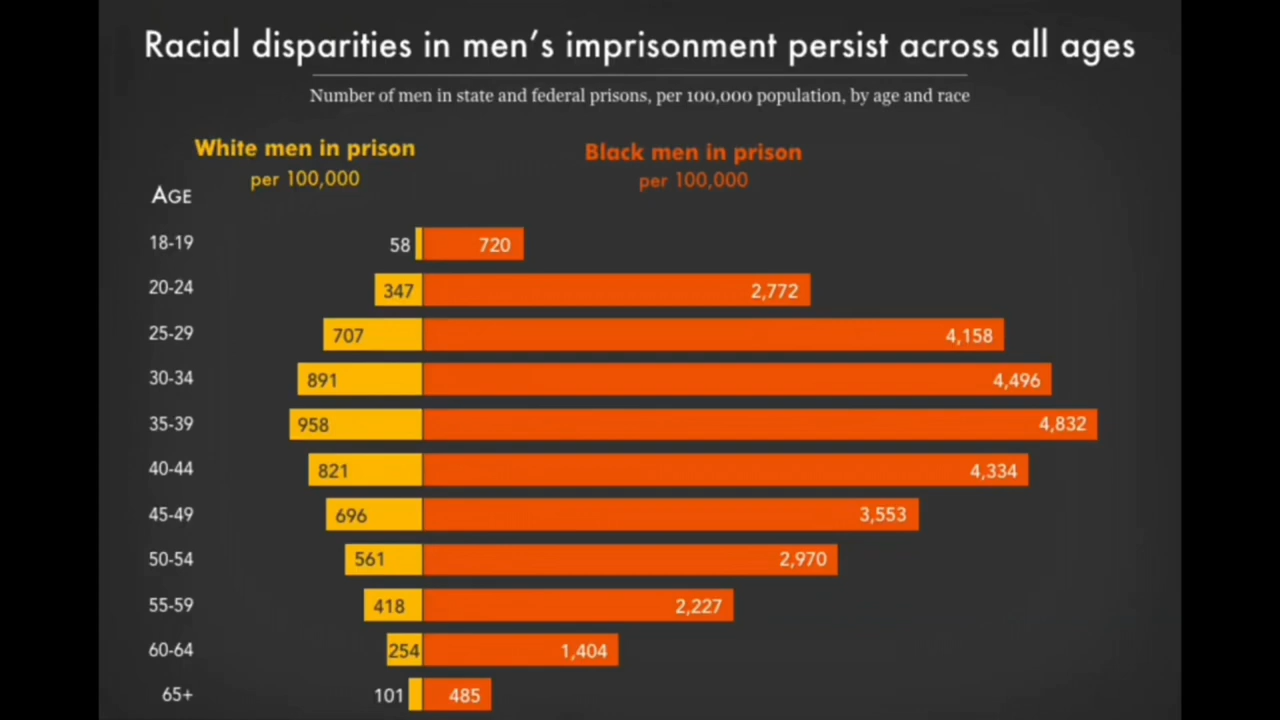 Racial disparities in men's imprisonment persist across all ages
Number of men in state and federal prisons, per 100,000 population, by age and race
White men in prison
per 100,000
Black men in prison
per 100,000
AGE
18-19 58 720
20-24 347 2,772
25-29 707 4,158
30-34 891 4,496
35-39 958 4,832
40-44 821 4,334
45-49 696 3,553
50-54 561 2,970
55-59 418 2,227
60-64 254 1,404
65+ 101 485